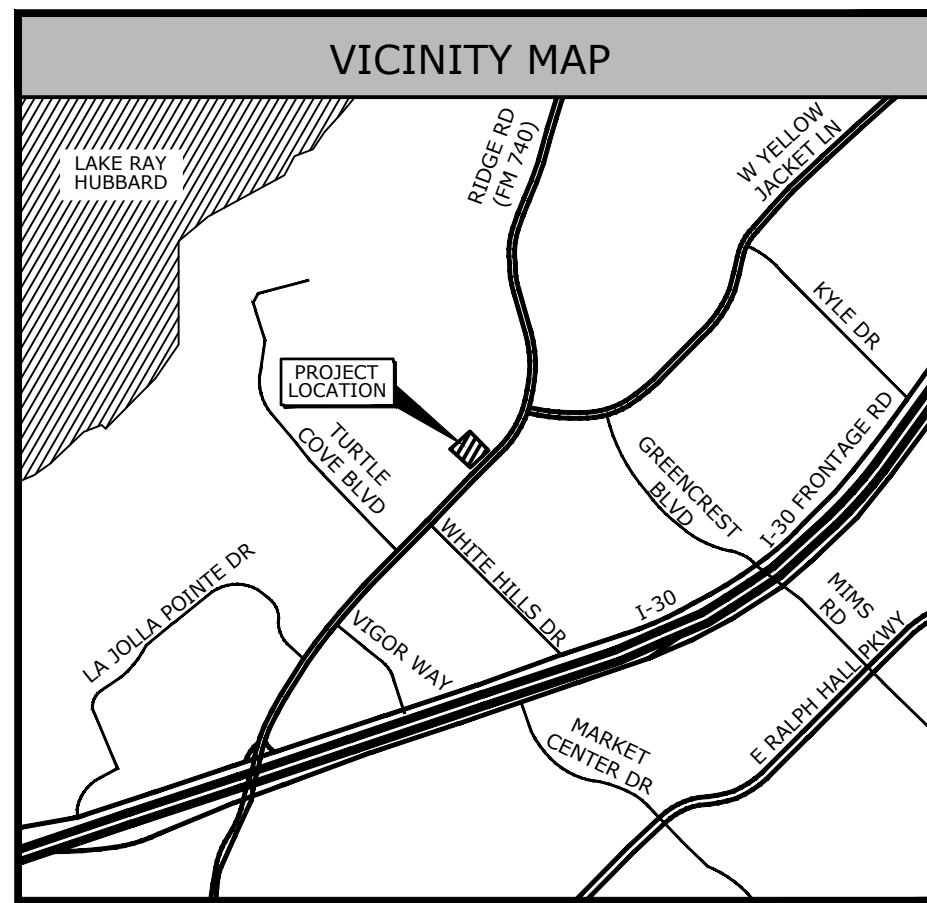 VICINITY MAP
LAKE RAY
HUBBARD
RIDGE RD
(FM 740)
W YELLOW
JACKET LN
KYLE DR
PROJECT
LOCATION
TURTLE
COVE BLVD
GREENCREST
BLVD
I-30 FRONTAGE RD
WHITE HILLS DR
I-30
LA JOLLA POINTE DR
VIGOR WAY
MIMS
RD
E RALPH HALL PKWY
MARKET
CENTER DR